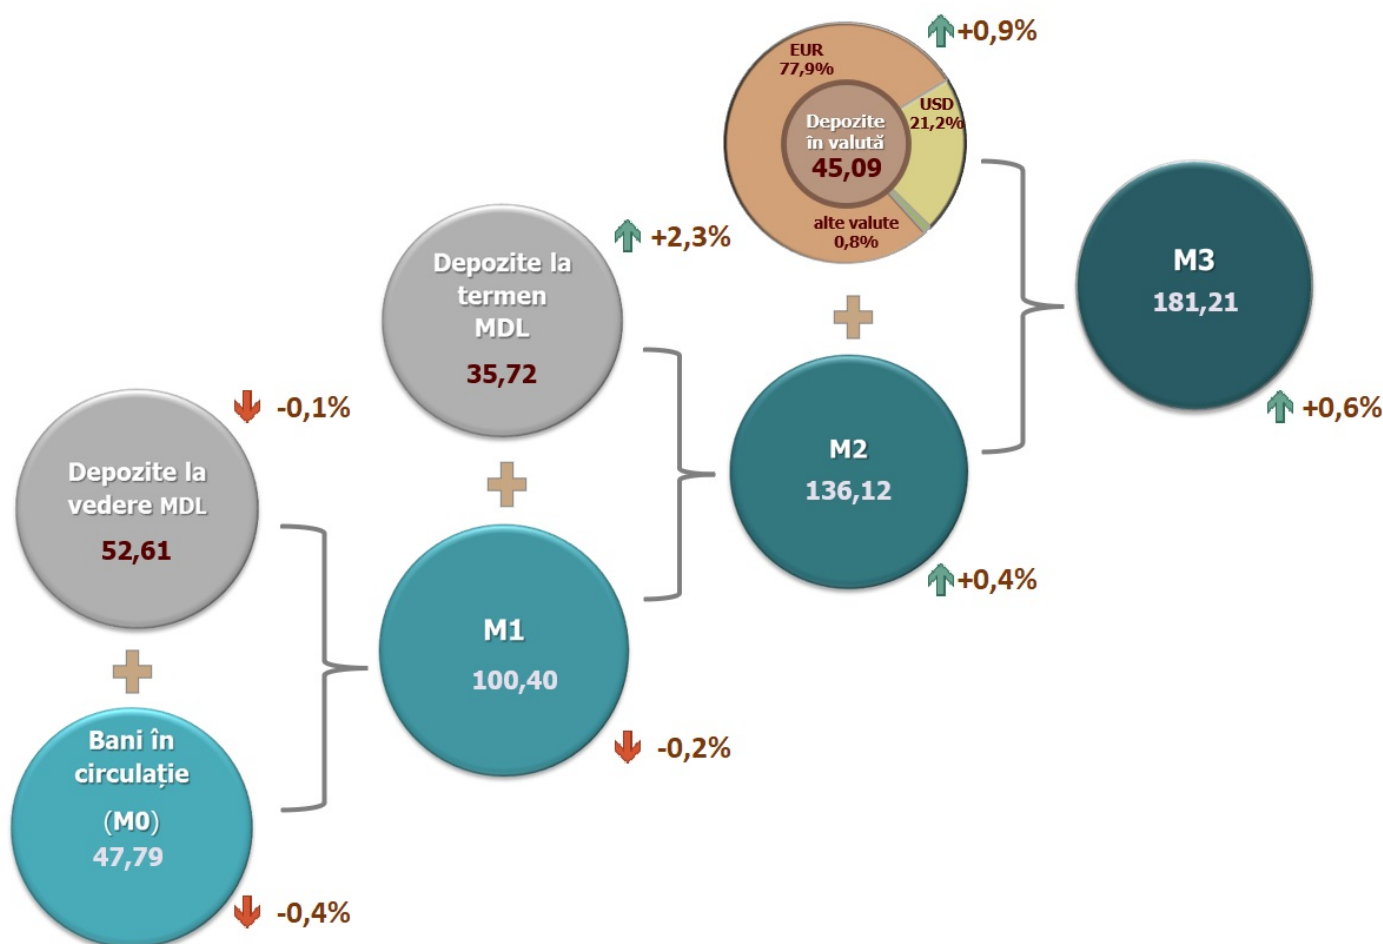 Bani în
circulație
(M0)
47,79
-0,4%
Depozite la
vedere MDL
52,61
-0,1%
M1
100,40
-0,2%
Depozite la
termen
MDL
35,72
+2,3%
M2
136,12
+0,4%
EUR
77,9%
USD
21,2%
alte valute
0,8%
Depozite
în valută
45,09
+0,9%
M3
181,21
+0,6%